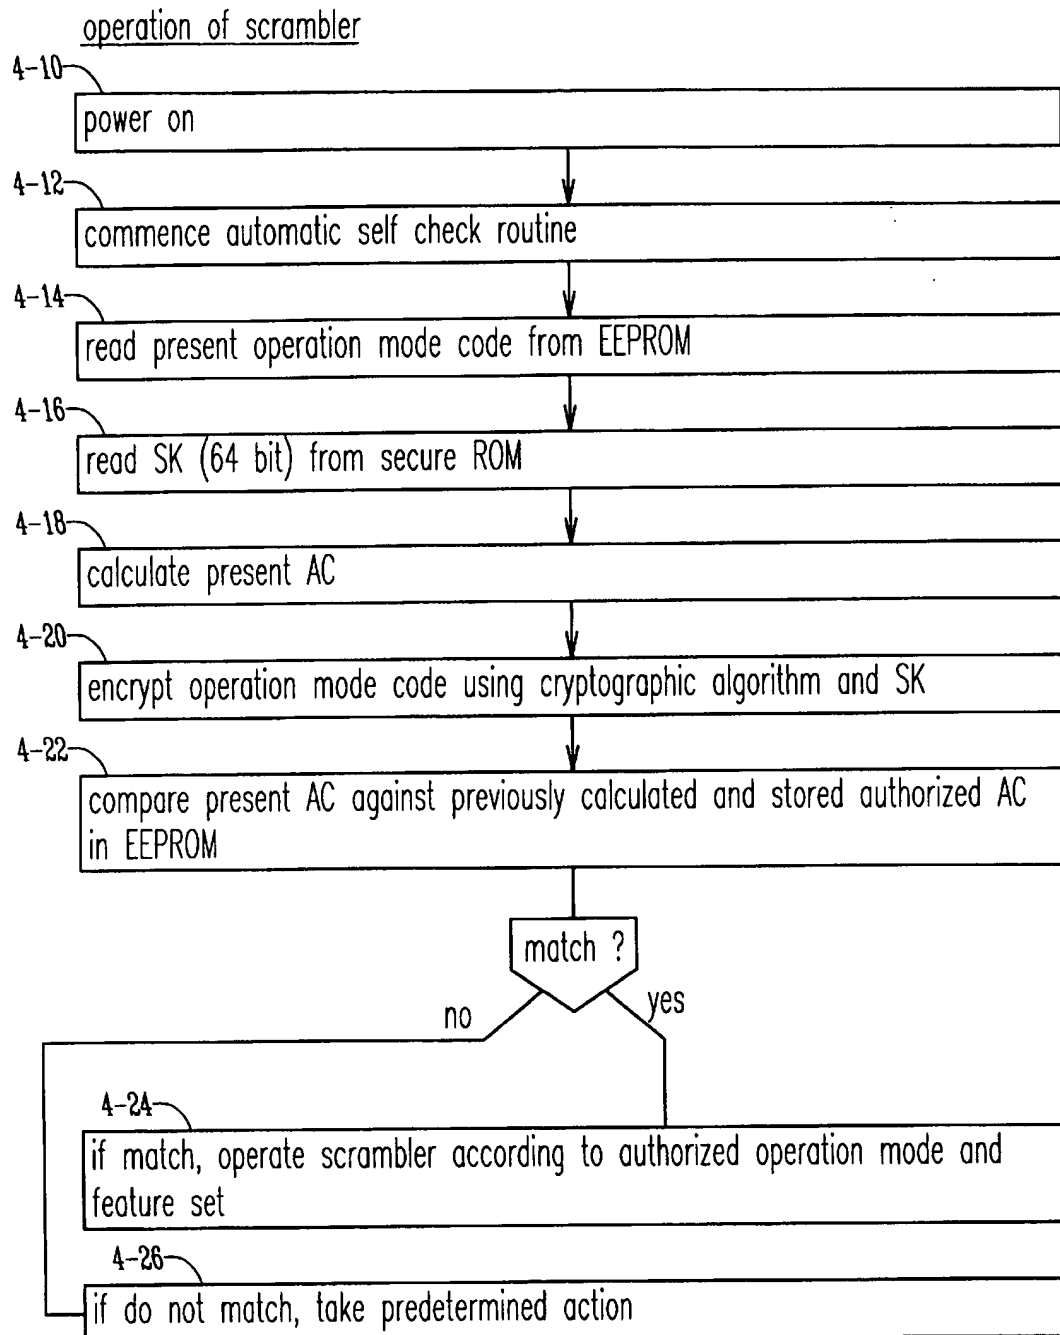 operation of scrambler
4-10
power on
4-12
commence automatic self check routine
4-14
read present operation mode code from EEPROM
4-16
read SK (64 bit) from secure ROM
4-18
calculate present AC
4-20
encrypt operation mode code using cryptographic algorithm and SK
4-22
compare present AC against previously calculated and stored authorized AC
in EEPROM
match ?
no
yes
4-24
if match, operate scrambler according to authorized operation mode and
feature set
4-26
if do not match, take predetermined action